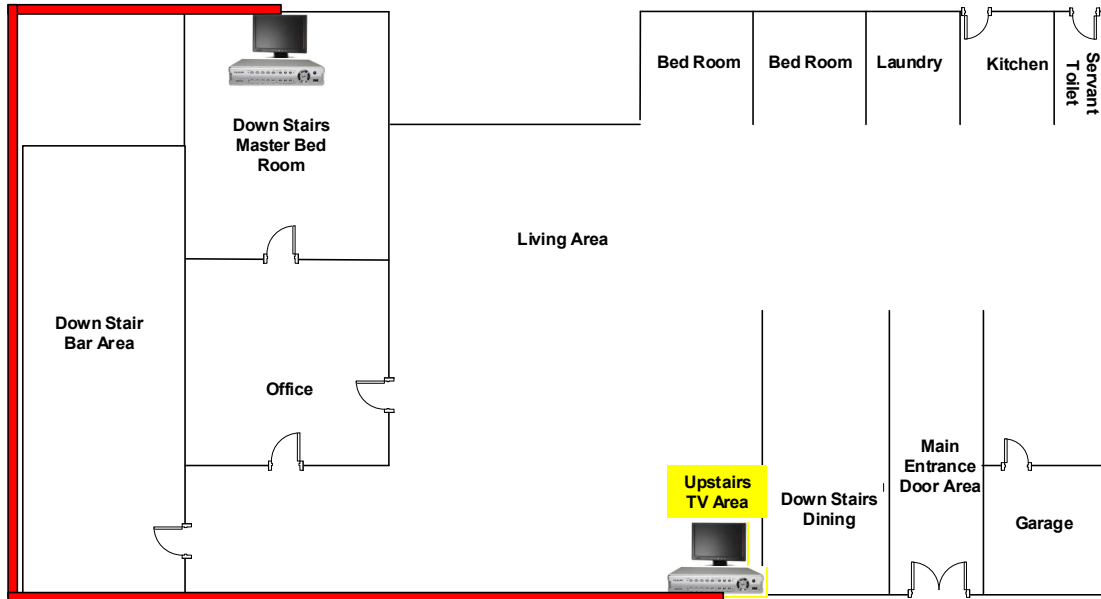 Bed Room
Bed Room
Laundry
Kitchen
Servant
Toilet
Down Stairs
Master Bed
Room
Living Area
Down Stair
Bar Area
Office
Upstairs
TV Area
Down Stairs
Dining
Main
Entrance
Door Area
Garage